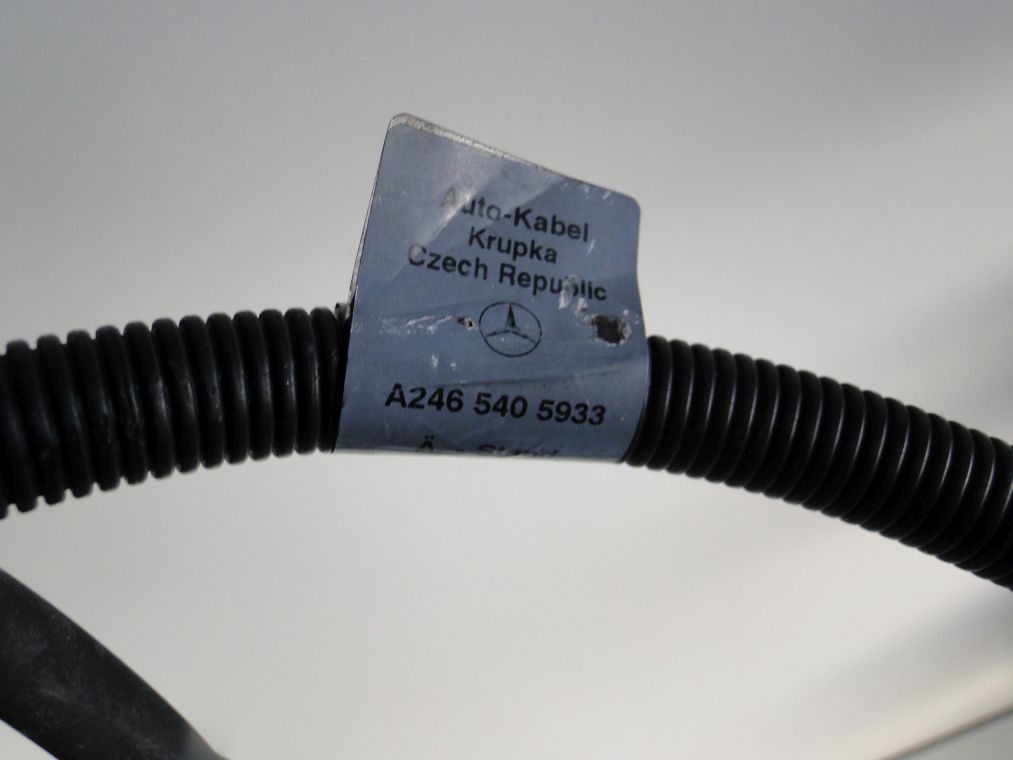 Auto-Kabel
Krupka
Czech Republic
A246 540 5933